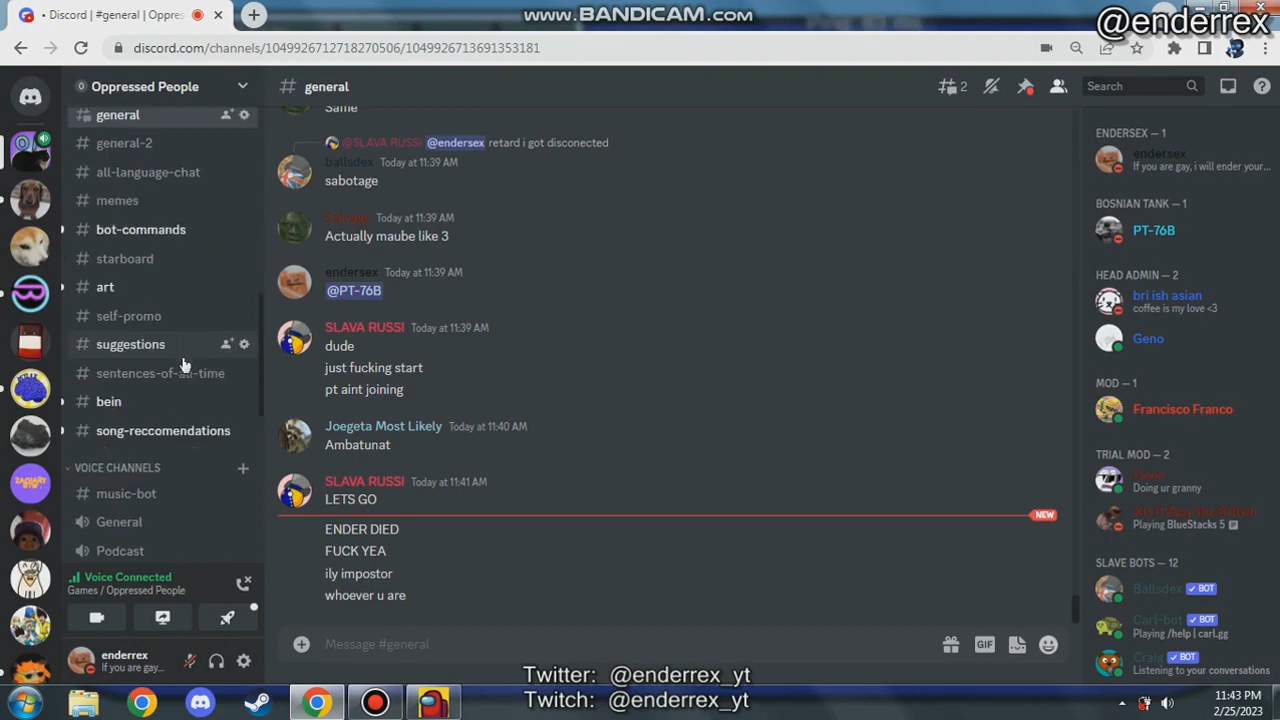 Discord | #general | Oppres
www.BANDICAM.com
@enderrex
discord.com/channels/1049926712718270506/1049926713691353181
Oppressed People
general
general-2
all-language-chat
memes
bot-commands
starboard
art
self-promo
suggestions
sentences-of-all-time
bein
song-reccomendations
VOICE CHANNELS
music-bot
General
Podcast
Voice Connected
Games / Oppressed People
enderrex
If you are gay...
general
2
Search
Same
@SLAVA RUSSI @endersex retard i got disconected
ballsdex Today at 11:39 AM
sabotage
Today at 11:39 AM
Actually maube like 3
endersex Today at 11:39 AM
@PT-76B
SLAVA RUSSI Today at 11:39 AM
dude
just fucking start
pt aint joining
Joegeta Most Likely Today at 11:40 AM
Ambatunat
SLAVA RUSSI Today at 11:41 AM
LETS GO
NEW
ENDER DIED
FUCK YEA
ily impostor
whoever u are
Message #general
GIF
ENDERSEX — 1
endersex
If you are gay, i will ender your...
BOSNIAN TANK — 1
PT-76B
HEAD ADMIN — 2
bri ish asian
coffee is my love <3
Geno
MOD — 1
Francisco Franco
TRIAL MOD — 2
Doing ur granny
Playing BlueStacks 5
SLAVE BOTS — 12
Ballsdex BOT
Carl-bot BOT
Playing /help | carl.gg
Craig BOT
Listening to your conversations
Twitter: @enderrex_yt
Twitch: @enderrex_yt
11:43 PM
2/25/2023